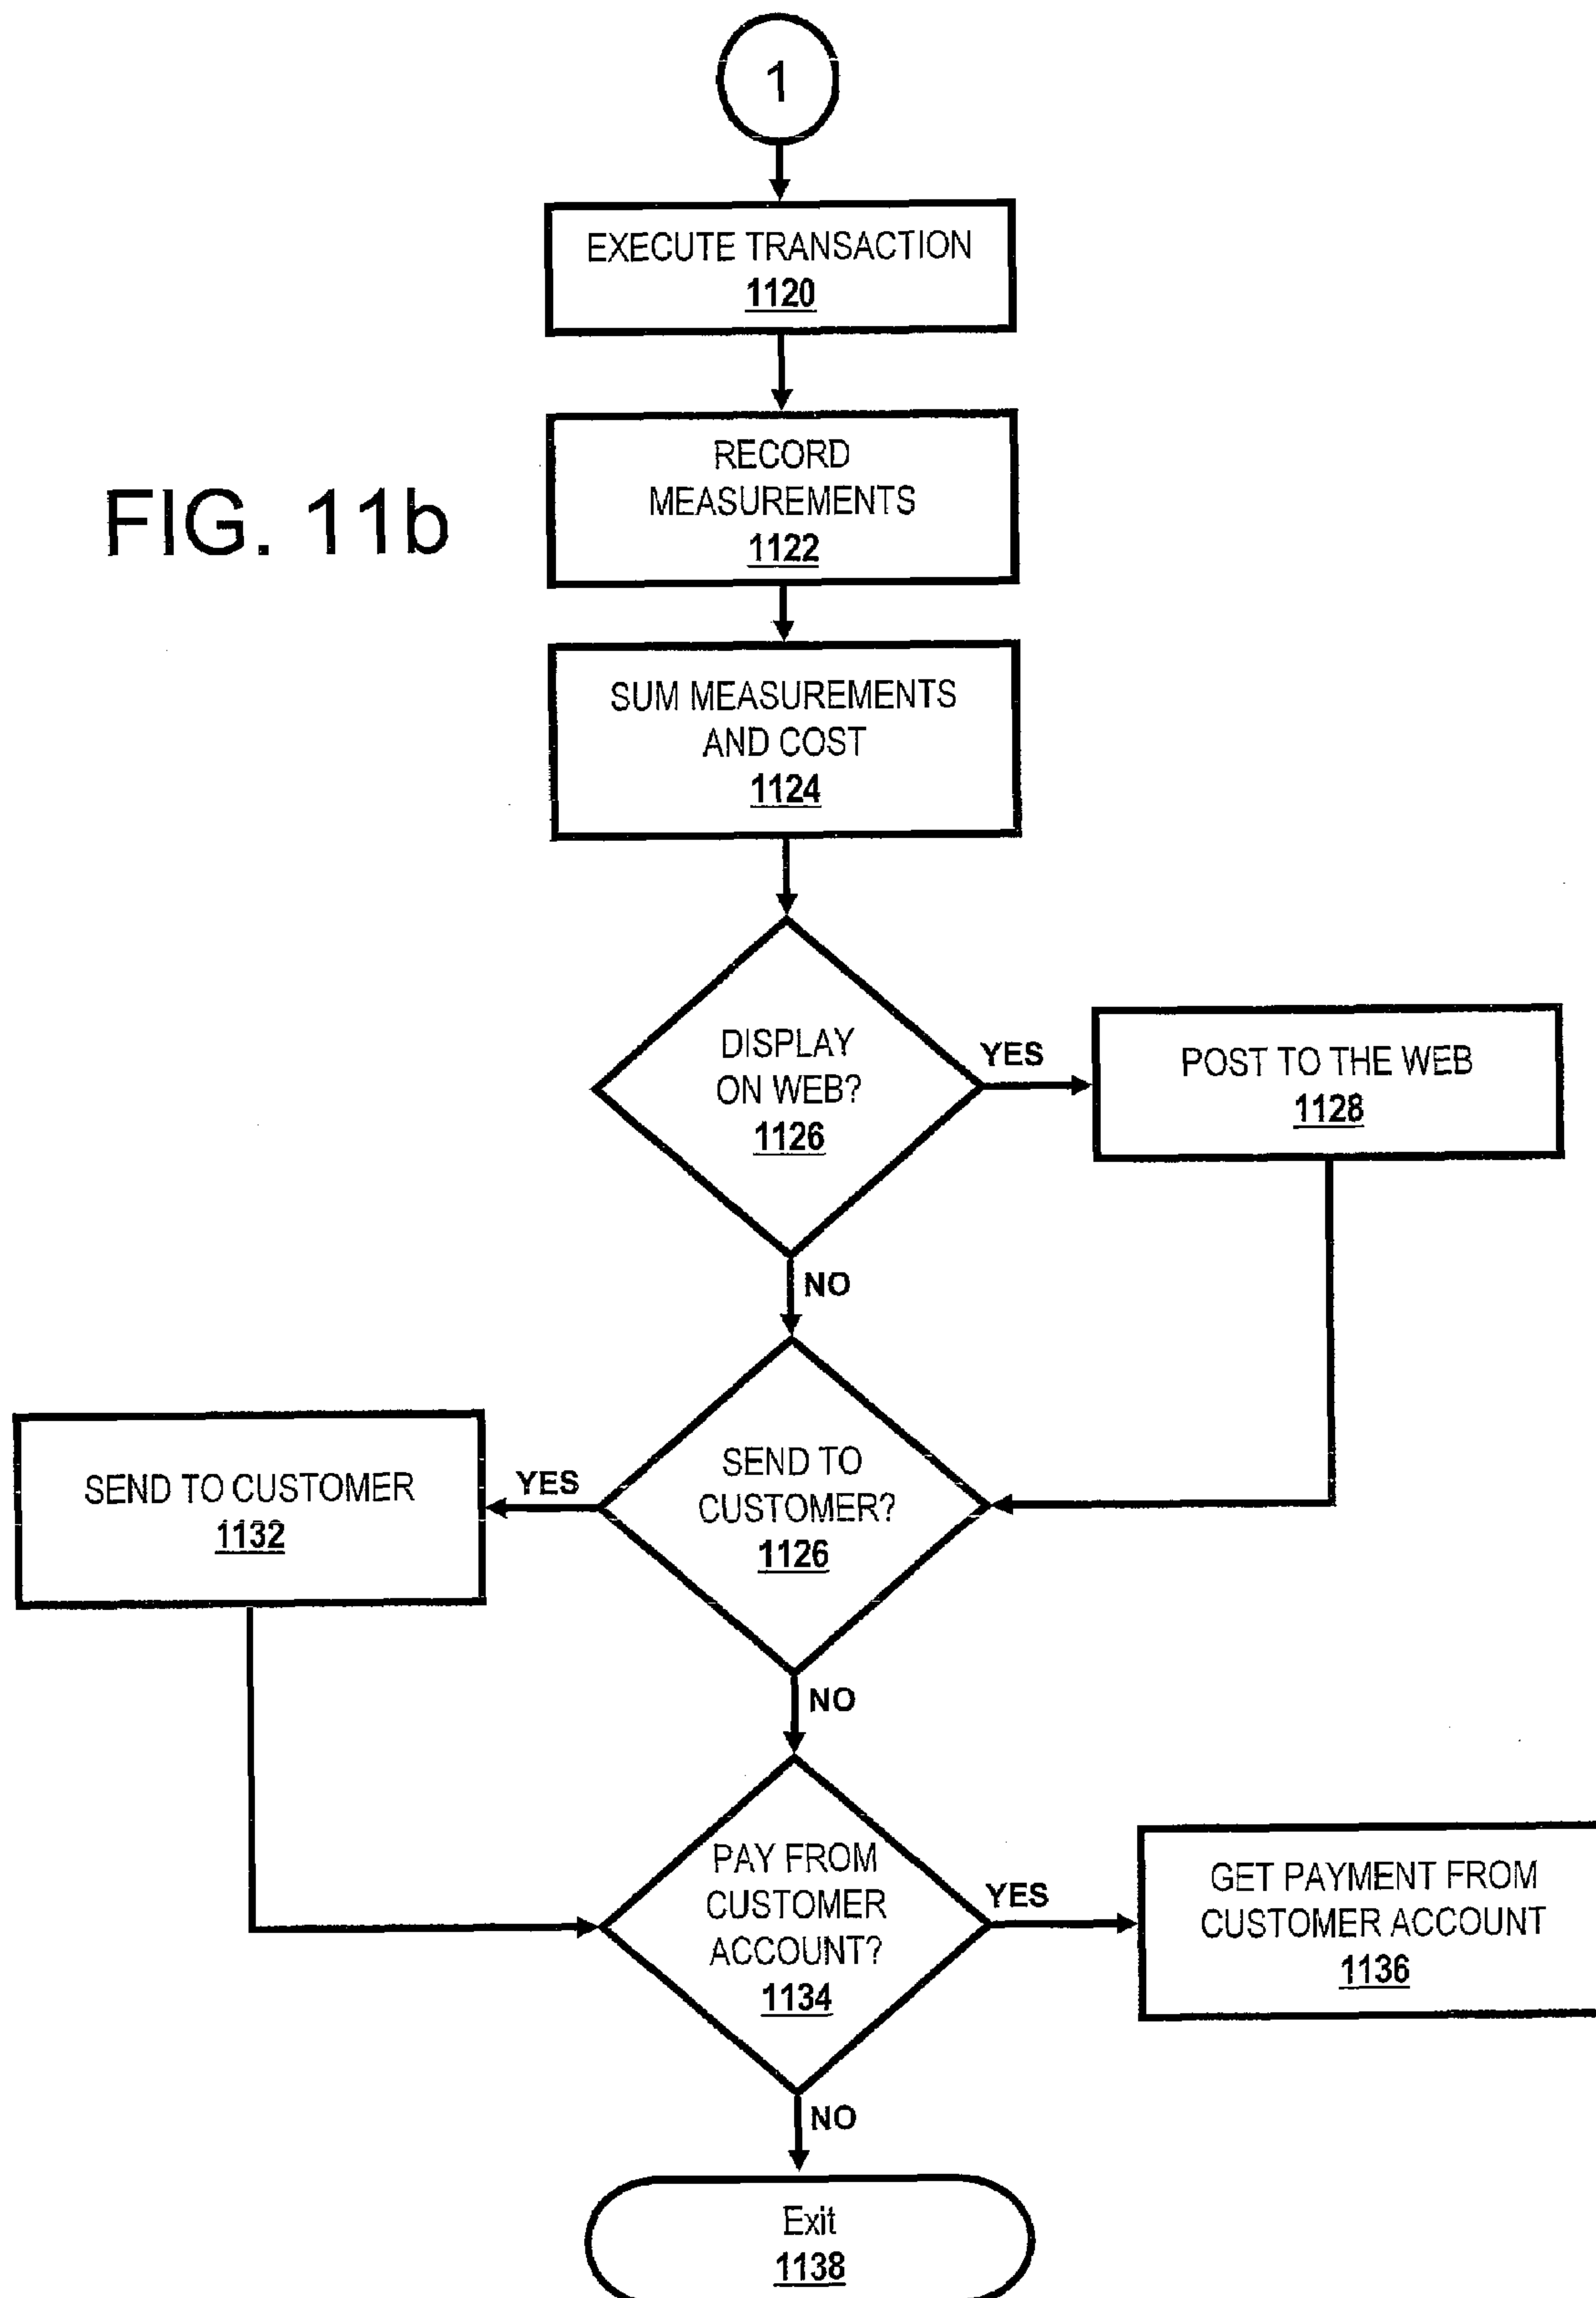 1
EXECUTE TRANSACTION
1120
RECORD
MEASUREMENTS
1122
FIG. 11b
SUM MEASUREMENTS
AND COST
1124
DISPLAY
ON WEB?
1126
YES
POST TO THE WEB
1128
NO
SEND TO
CUSTOMER?
1126
YES
SEND TO CUSTOMER
1132
NO
PAY FROM
CUSTOMER
ACCOUNT?
1134
YES
GET PAYMENT FROM
CUSTOMER ACCOUNT
1136
NO
Exit
1138